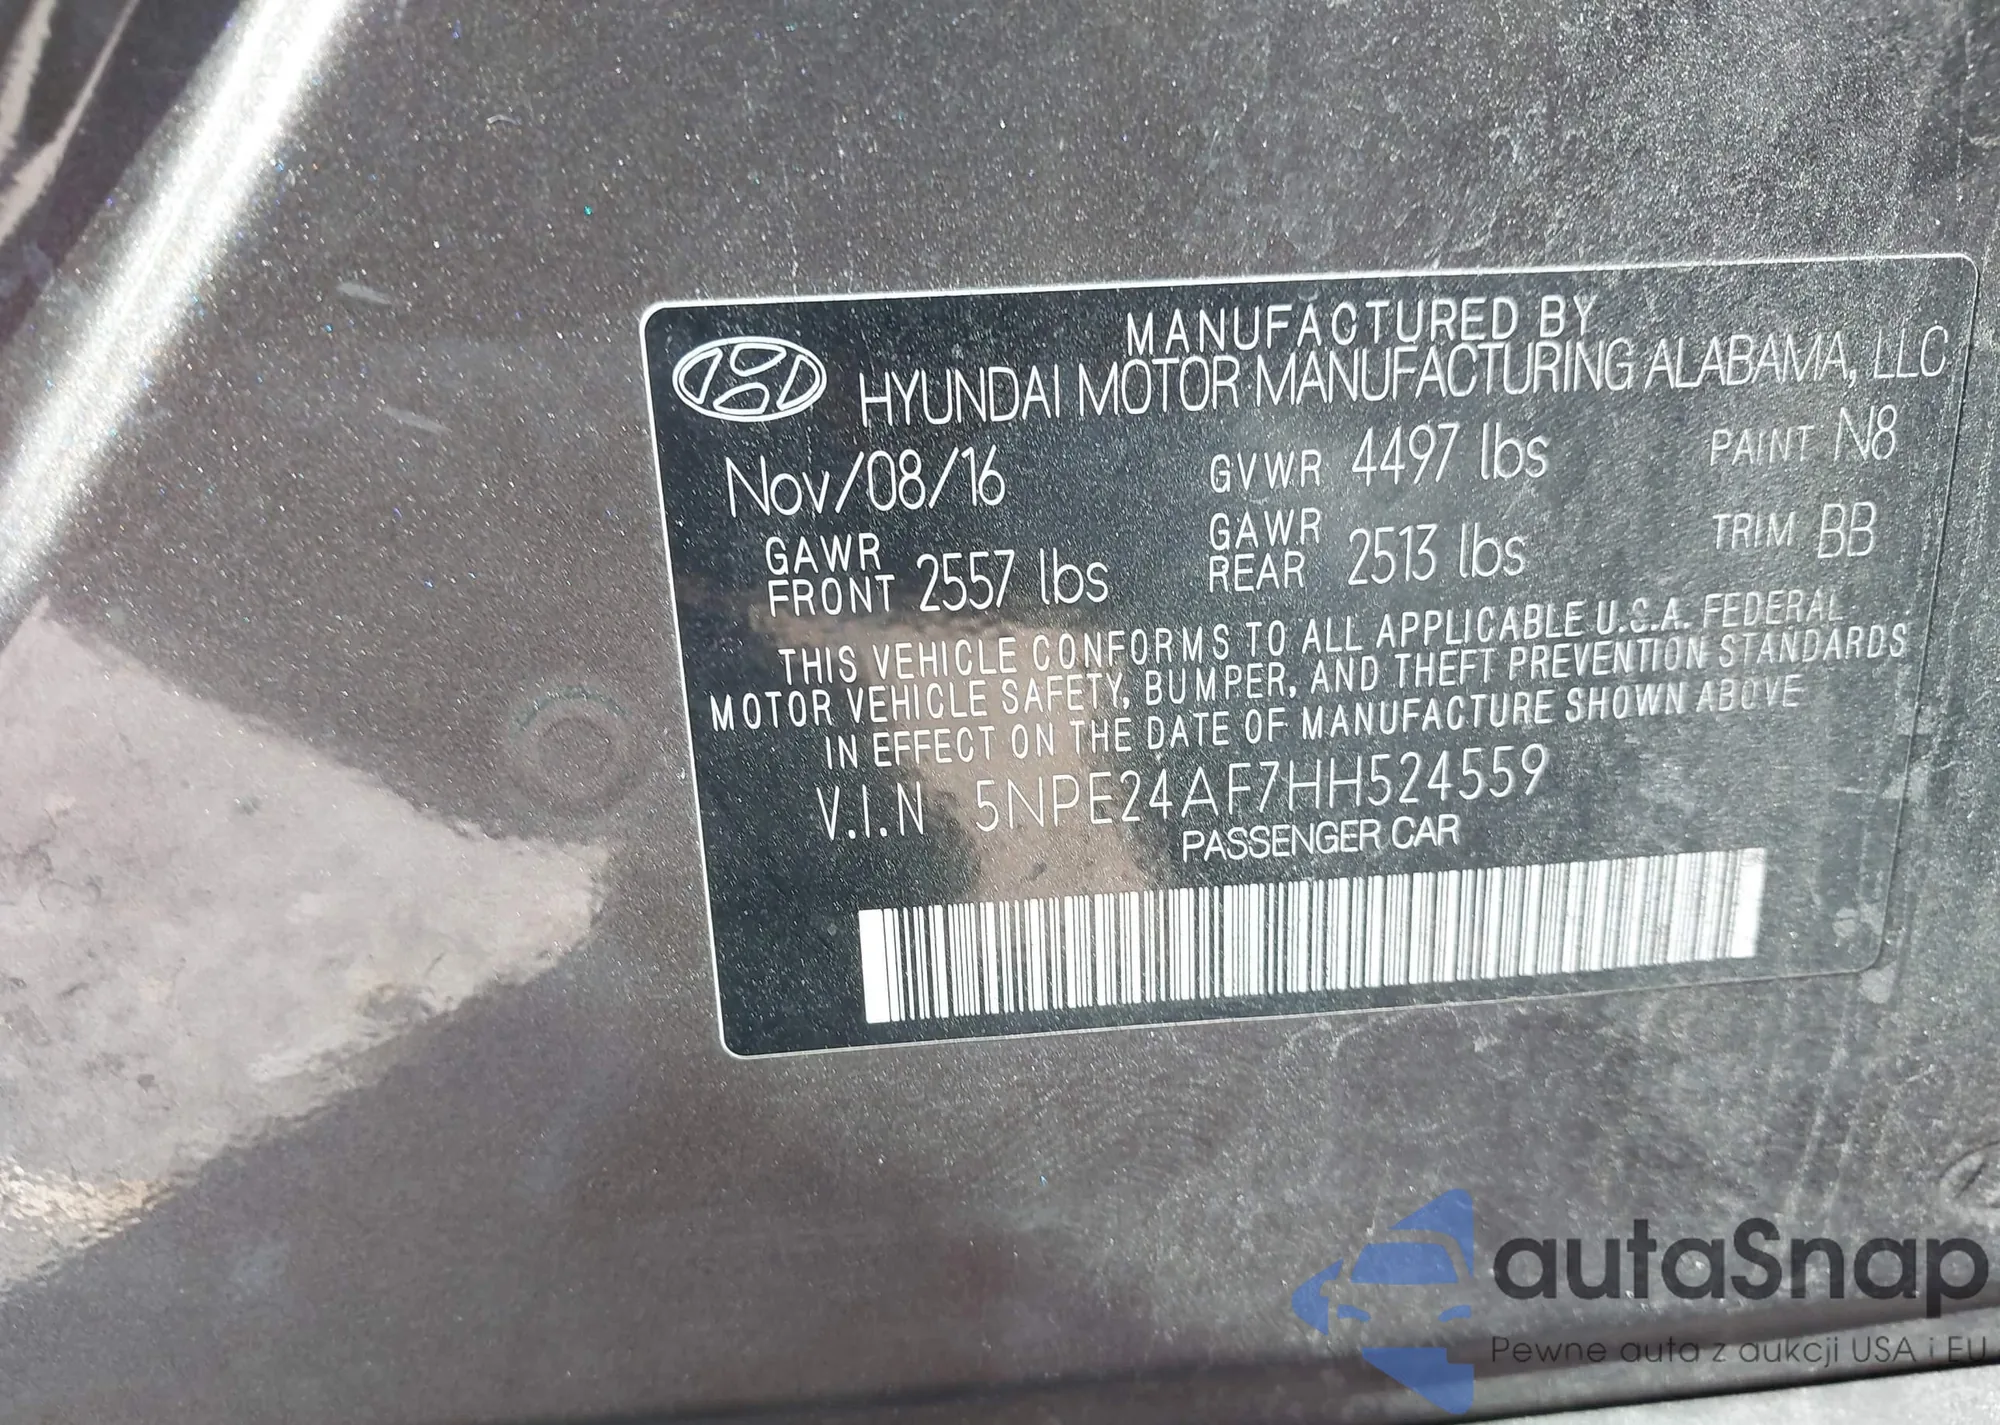 MANUFACTURED BY
HYUNDAI MOTOR MANUFACTURING ALABAMA, LLC
Nov/08/16 GVWR 4497 lbs PAINT N8
GAWR FRONT 2557 lbs GAWR REAR 2513 lbs TRIM BB
THIS VEHICLE CONFORMS TO ALL APPLICABLE U.S.A. FEDERAL
MOTOR VEHICLE SAFETY, BUMPER, AND THEFT PREVENTION STANDARDS
IN EFFECT ON THE DATE OF MANUFACTURE SHOWN ABOVE
V.I.N 5NPE24AF7HH524559
PASSENGER CAR
autaSnap
Pewne auta z aukcji USA i EU